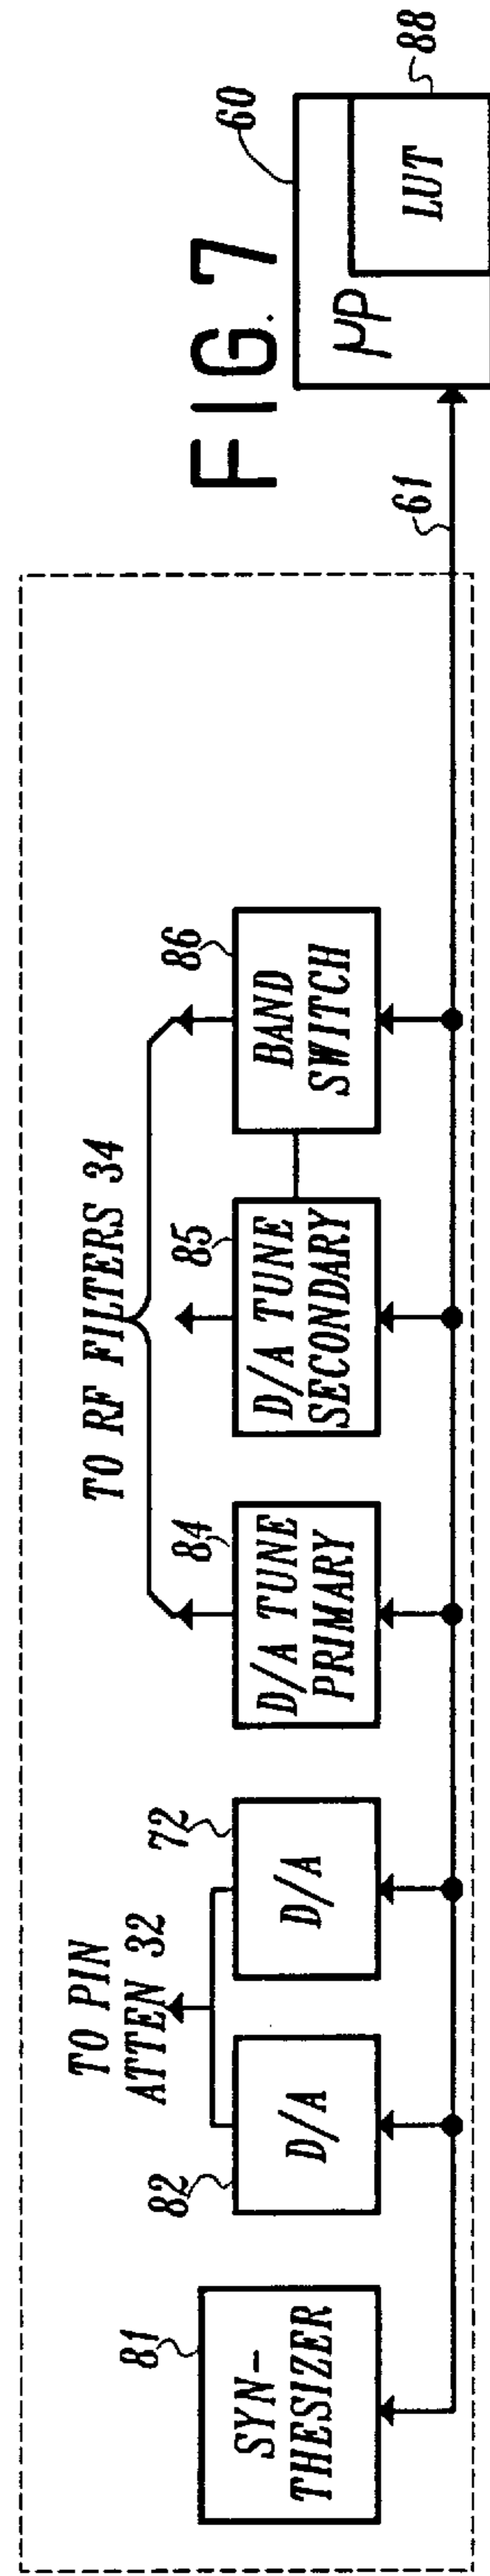 81
SYN-
THESIZER
TO PIN
ATTEN 32
82
D/A
72
D/A
TO RF FILTERS 34
84
D/A TUNE
PRIMARY
85
D/A TUNE
SECONDARY
86
BAND
SWITCH
61
FIG. 7
60
μP
LUT
88